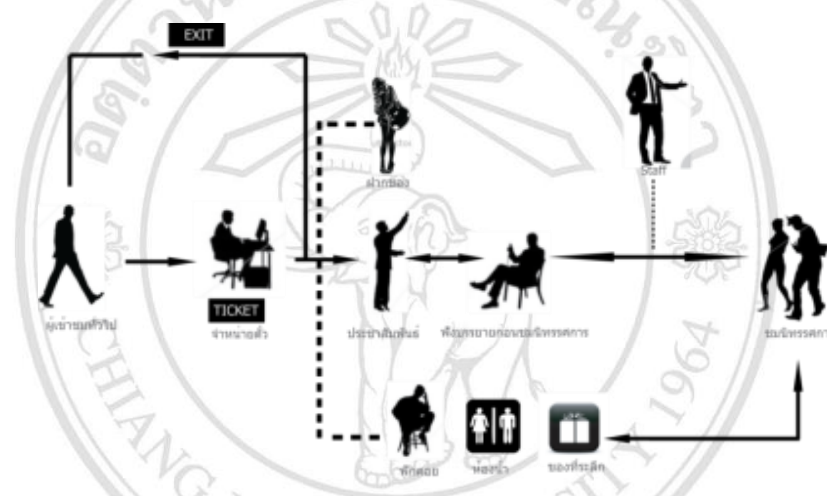 EXIT
ฝากของ
Staff
TICKET
ผู้เข้าชมทั่วไป
จำหน่ายตั๋ว
ประชาสัมพันธ์
ฟังบรรยายก่อนชมนิทรรศการ
ชมนิทรรศการ
พักคอย
ห้องน้ำ
ของที่ระลึก
CHIANG
1964